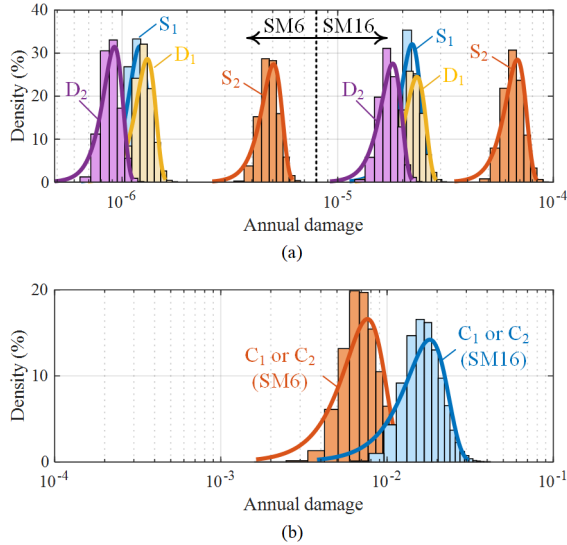 40
SM6 SM16
S₁
S₁
30
D₁
S₂
D₁
S₂
D₂
D₂
20
10
0
Density (%)
10⁻⁶
10⁻⁵
10⁻⁴
Annual damage
(a)
20
C₁ or C₂
(SM6)
C₁ or C₂
(SM16)
10
0
Density (%)
10⁻⁴
10⁻³
10⁻²
10⁻¹
Annual damage
(b)